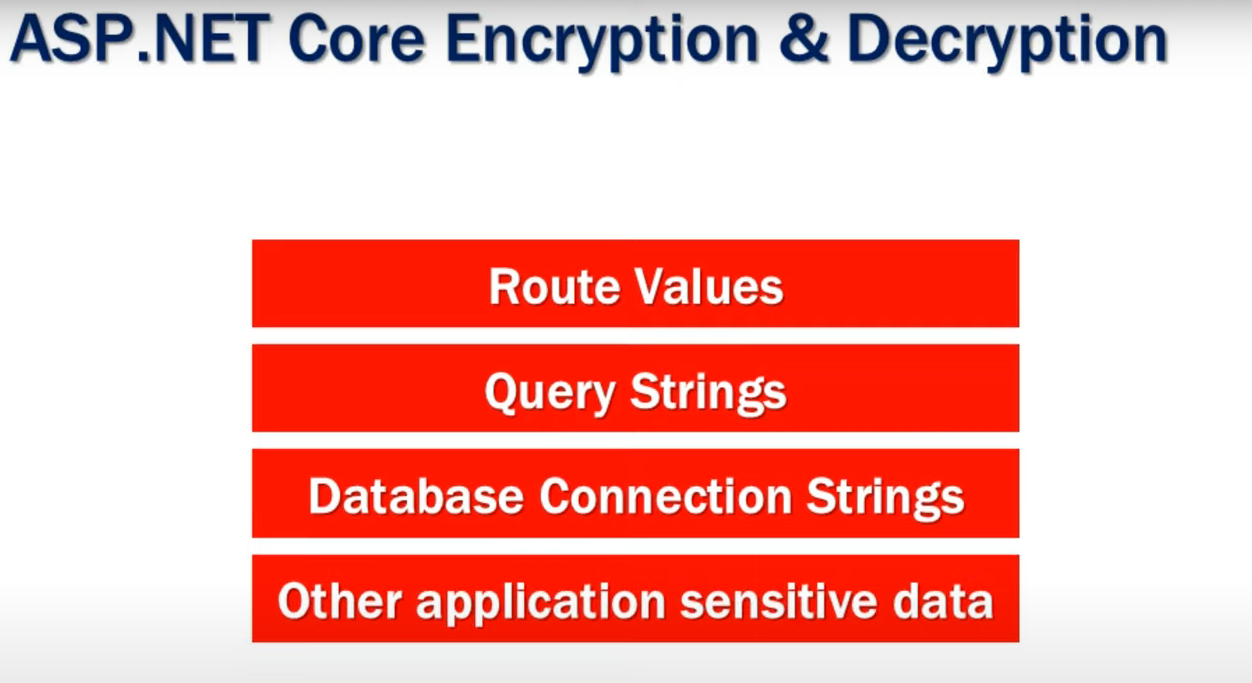 ASP.NET Core Encryption & Decryption
Route Values
Query Strings
Database Connection Strings
Other application sensitive data